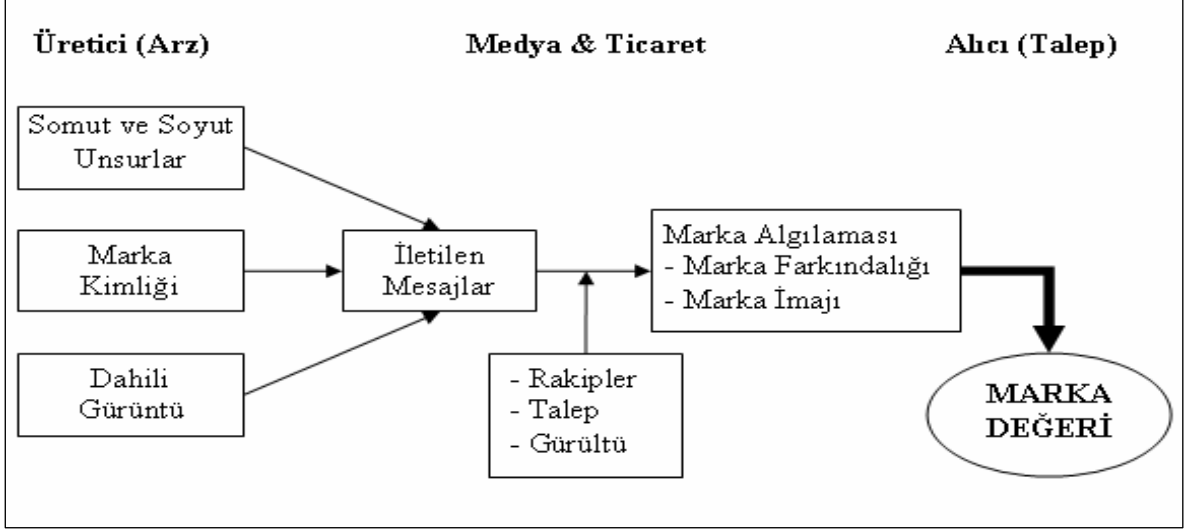 Üretici (Arz)
Medya & Ticaret
Alıcı (Talep)
Somut ve Soyut
Unsurlar
Marka
Kimliği
Dahili
Gürüntü
İletilen
Mesajlar
- Rakipler
- Talep
- Gürültü
Marka Algılaması
- Marka Farkındalığı
- Marka İmajı
MARKA
DEĞERİ